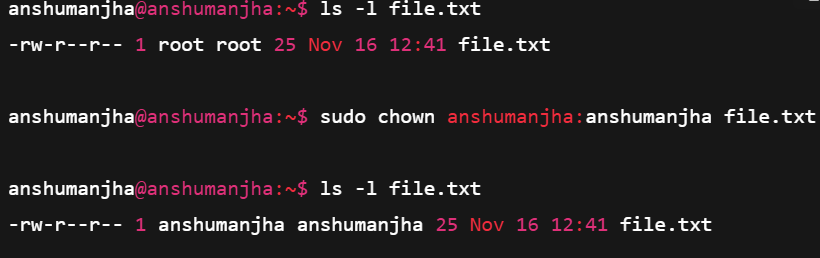 anshumanjha@anshumanjha:~$ ls -l file.txt
-rw-r--r-- 1 root root 25 Nov 16 12:41 file.txt
anshumanjha@anshumanjha:~$ sudo chown anshumanjha:anshumanjha file.txt
anshumanjha@anshumanjha:~$ ls -l file.txt
-rw-r--r-- 1 anshumanjha anshumanjha 25 Nov 16 12:41 file.txt